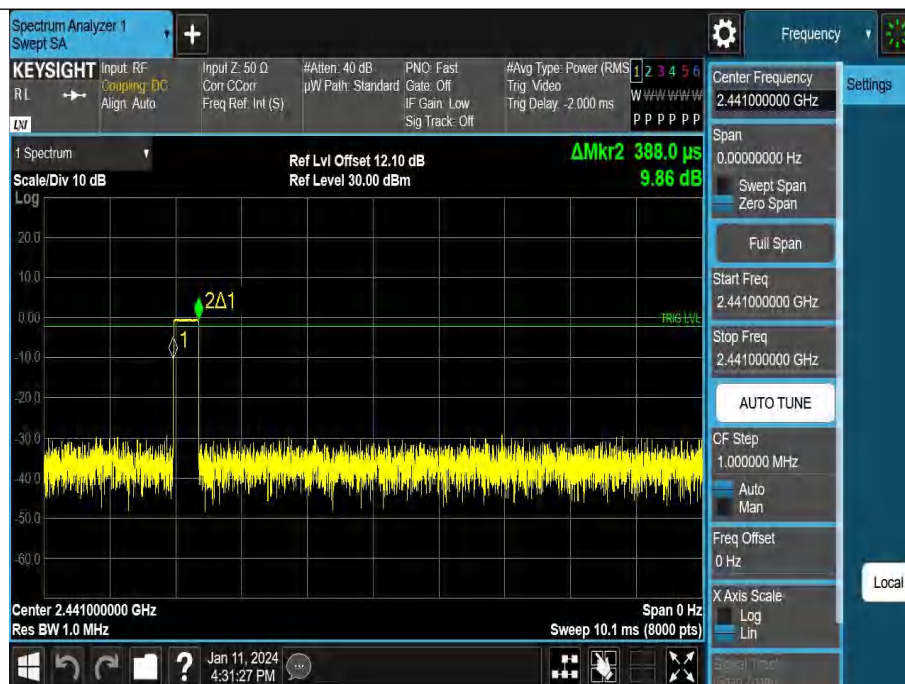 Spectrum Analyzer 1
Swept SA
Frequency
KEYSIGHT
RL
LXI
Input: RF
Coupling: DC
Align: Auto
Input Z: 50 Ω
Corr CCorr
Freq Ref: Int (S)
#Atten: 40 dB
µW Path: Standard
PNO: Fast
Gate: Off
IF Gain: Low
Sig Track: Off
#Avg Type: Power (RMS
Trig: Video
Trig Delay: -2.000 ms
1 2 3 4 5 6
W W W W W W
P P P P P P
Center Frequency
2.441000000 GHz
Settings
1 Spectrum
Scale/Div 10 dB
Ref Lvl Offset 12.10 dB
Ref Level 30.00 dBm
ΔMkr2 388.0 µs
9.86 dB
Span
0.00000000 Hz
Swept Span
Zero Span
Full Span
Start Freq
2.441000000 GHz
Stop Freq
2.441000000 GHz
AUTO TUNE
CF Step
1.000000 MHz
Auto
Man
Freq Offset
0 Hz
X Axis Scale
Log
Lin
Local
Log
20.0
10.0
0.00
-10.0
-20.0
-30.0
-40.0
-50.0
-60.0
2Δ1
1
TRIG LVL
Center 2.441000000 GHz
Res BW 1.0 MHz
Span 0 Hz
Sweep 10.1 ms (8000 pts)
Jan 11, 2024
4:31:27 PM